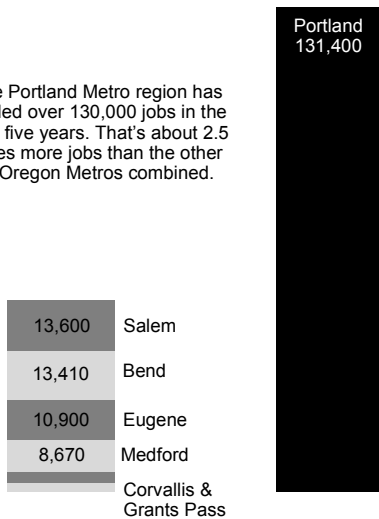 Portland
131,400
Portland Metro region has
over 130,000 jobs in the
five years. That's about 2.5
more jobs than the other
Oregon Metros combined.
13,600 Salem
13,410 Bend
10,900 Eugene
8,670 Medford
Corvallis &
Grants Pass